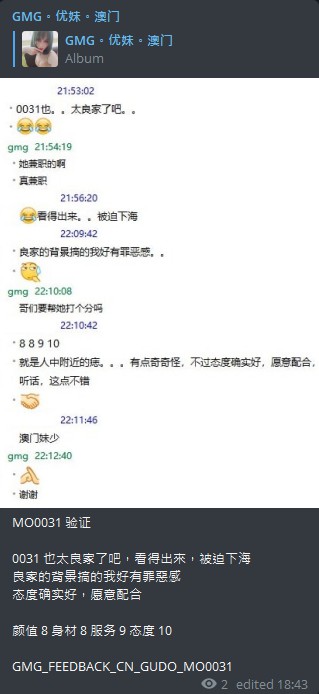 GMG。优妹。澳门
GMG。优妹。澳门
Album
21:53:02
0031也。。太良家了吧。。
😂😂
gmg 21:54:19
她兼职的啊
真兼职
21:56:20
😂看得出来。。被迫下海
22:09:42
良家的背景搞的我好有罪恶感。。
gmg 22:10:08
哥们要帮她打个分吗
22:10:42
8 8 9 10
就是人中附近的痣。。。有点奇奇怪，不过态度确实好，愿意配合，
听话，这点不错
22:11:46
澳门妹少
gmg 22:12:40
谢谢
MO0031 验证
0031 也太良家了吧，看得出來，被迫下海
良家的背景搞的我好有罪惡感
态度确实好，愿意配合
颜值 8 身材 8 服务 9 态度 10
GMG_FEEDBACK_CN_GUDO_MO0031
2 edited 18:43